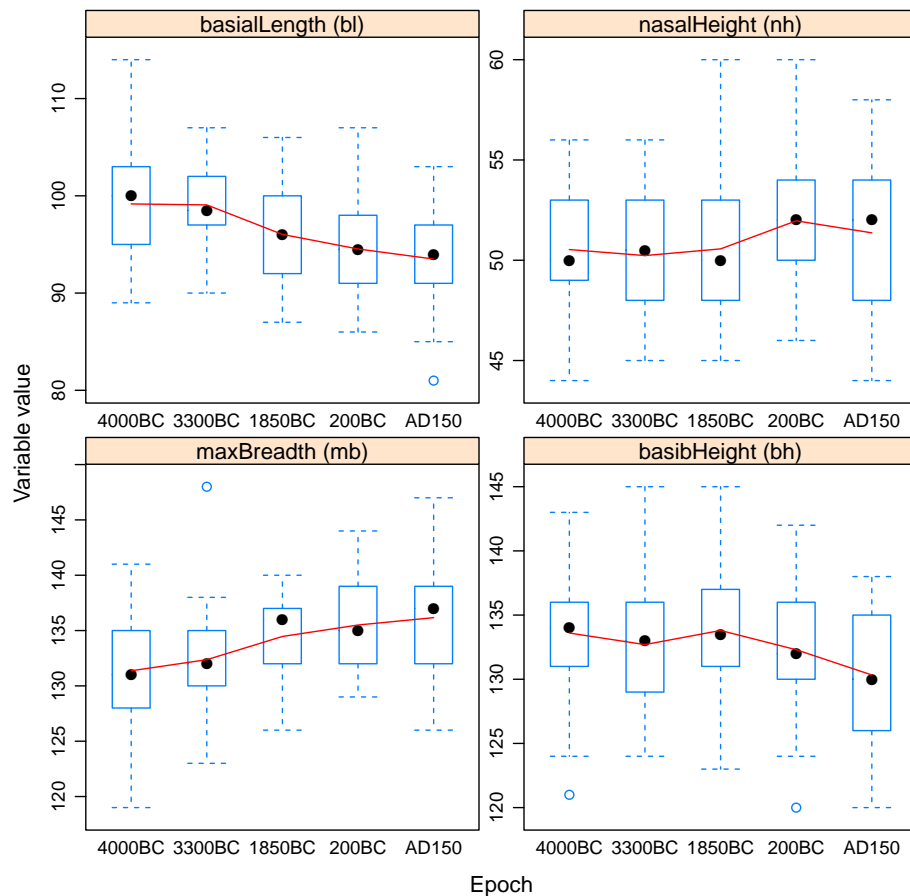 basialLength (bl)
nasalHeight (nh)
80 90 100 110
45 50 55 60
4000BC 3300BC 1850BC 200BC AD150
4000BC 3300BC 1850BC 200BC AD150
maxBreadth (mb)
basibHeight (bh)
120 125 130 135 140 145
120 125 130 135 140 145
4000BC 3300BC 1850BC 200BC AD150
4000BC 3300BC 1850BC 200BC AD150
Variable value
Epoch